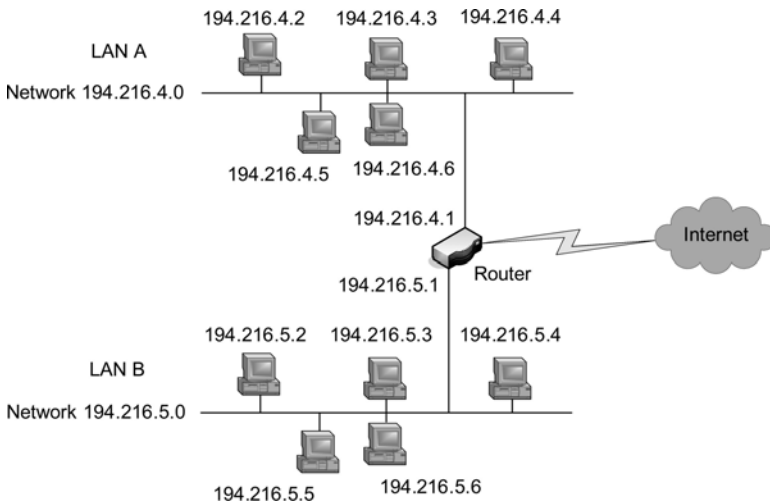 194.216.4.2
194.216.4.3
194.216.4.4
LAN A
Network 194.216.4.0
194.216.4.5
194.216.4.6
194.216.4.1
Internet
Router
194.216.5.1
194.216.5.2
194.216.5.3
194.216.5.4
LAN B
Network 194.216.5.0
194.216.5.5
194.216.5.6